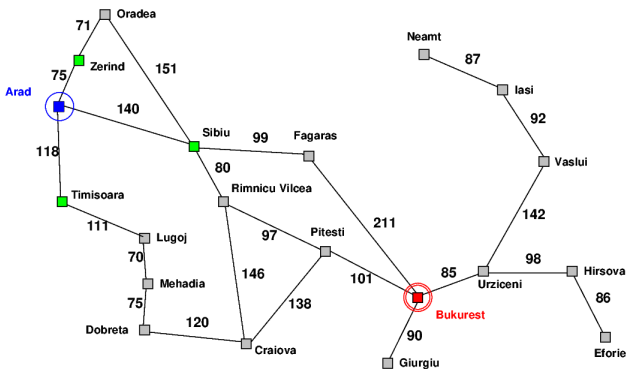 Oradea
71
Neamt
87
Zerind
75
151
Arad
Iasi
140
92
118
Sibiu
99
Fagaras
80
Vaslui
Timisoara
Rimnicu Vilcea
111
211
142
Lugoj
97
Pitesti
70
98
Hirsova
146
101
85
Mehadia
138
Urziceni
75
86
Bukurest
120
Dobreta
90
Craiova
Eforie
Giurgiu